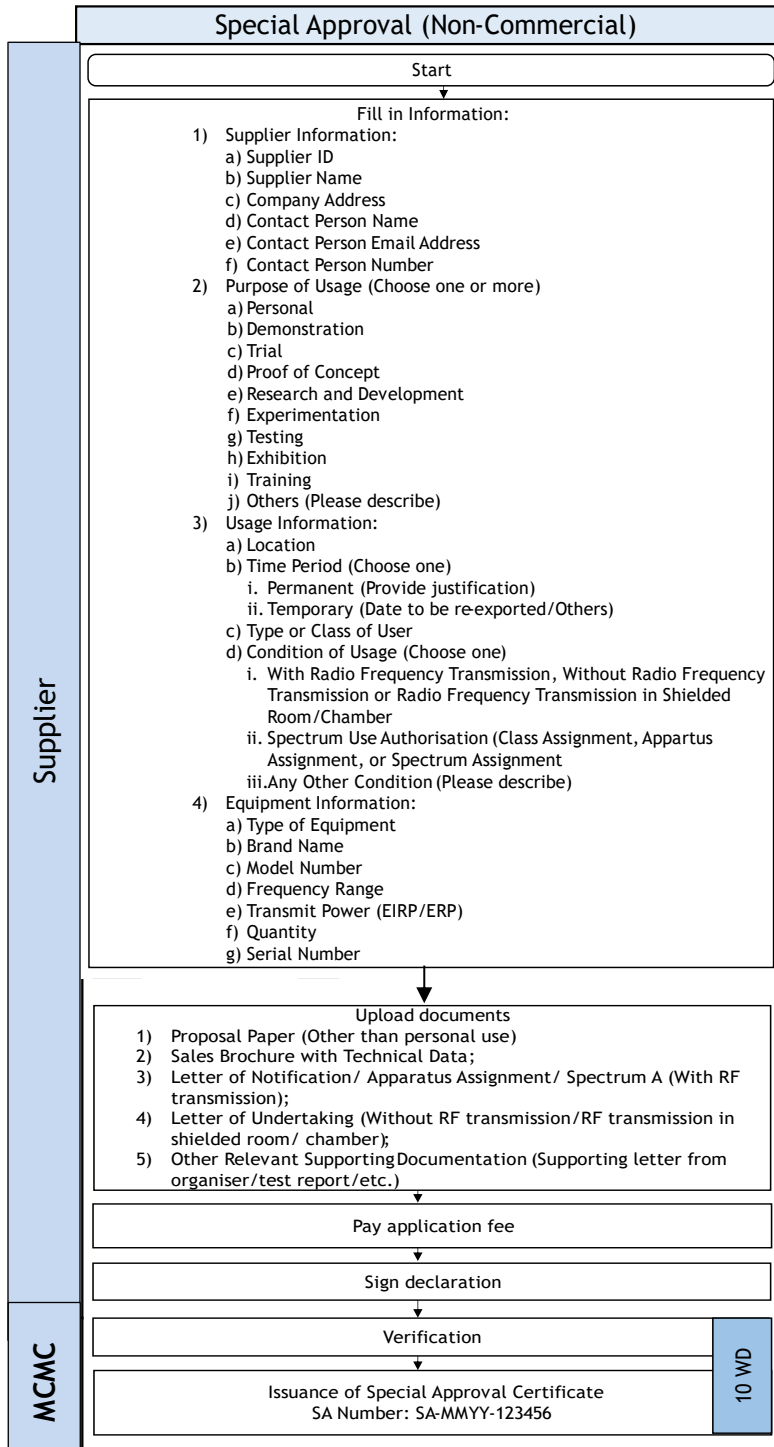 Special Approval (Non-Commercial)
Supplier
Start
Fill in Information:
1) Supplier Information:
a) Supplier ID
b) Supplier Name
c) Company Address
d) Contact Person Name
e) Contact Person Email Address
f) Contact Person Number
2) Purpose of Usage (Choose one or more)
a) Personal
b) Demonstration
c) Trial
d) Proof of Concept
e) Research and Development
f) Experimentation
g) Testing
h) Exhibition
i) Training
j) Others (Please describe)
3) Usage Information:
a) Location
b) Time Period (Choose one)
i. Permanent (Provide justification)
ii. Temporary (Date to be re-exported/Others)
c) Type or Class of User
d) Condition of Usage (Choose one)
i. With Radio Frequency Transmission, Without Radio Frequency
Transmission or Radio Frequency Transmission in Shielded
Room/Chamber
ii. Spectrum Use Authorisation (Class Assignment, Appartus
Assignment, or Spectrum Assignment
iii.Any Other Condition (Please describe)
4) Equipment Information:
a) Type of Equipment
b) Brand Name
c) Model Number
d) Frequency Range
e) Transmit Power (EIRP/ERP)
f) Quantity
g) Serial Number
Upload documents
1) Proposal Paper (Other than personal use)
2) Sales Brochure with Technical Data;
3) Letter of Notification/ Apparatus Assignment/ Spectrum A (With RF
transmission);
4) Letter of Undertaking (Without RF transmission/RF transmission in
shielded room/ chamber);
5) Other Relevant Supporting Documentation (Supporting letter from
organiser/test report/etc.)
Pay application fee
Sign declaration
MCMC
Verification
Issuance of Special Approval Certificate
SA Number: SA-MMYY-123456
10 WD